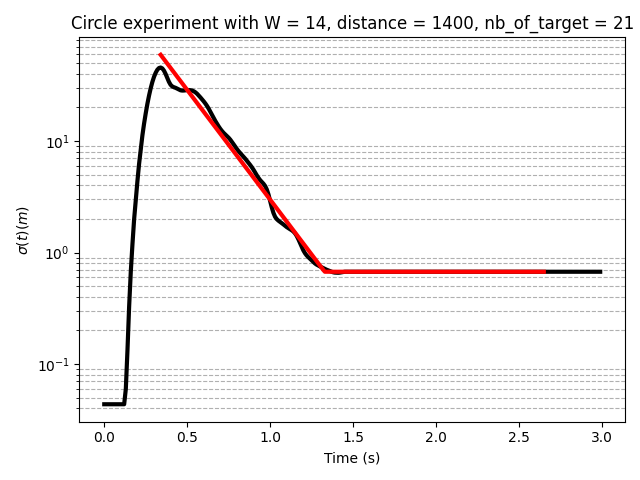 Circle experiment with W = 14, distance = 1400, nb_of_target = 21
σ(t)(m)
10¹
10⁰
10⁻¹
0.0 0.5 1.0 1.5 2.0 2.5 3.0
Time (s)